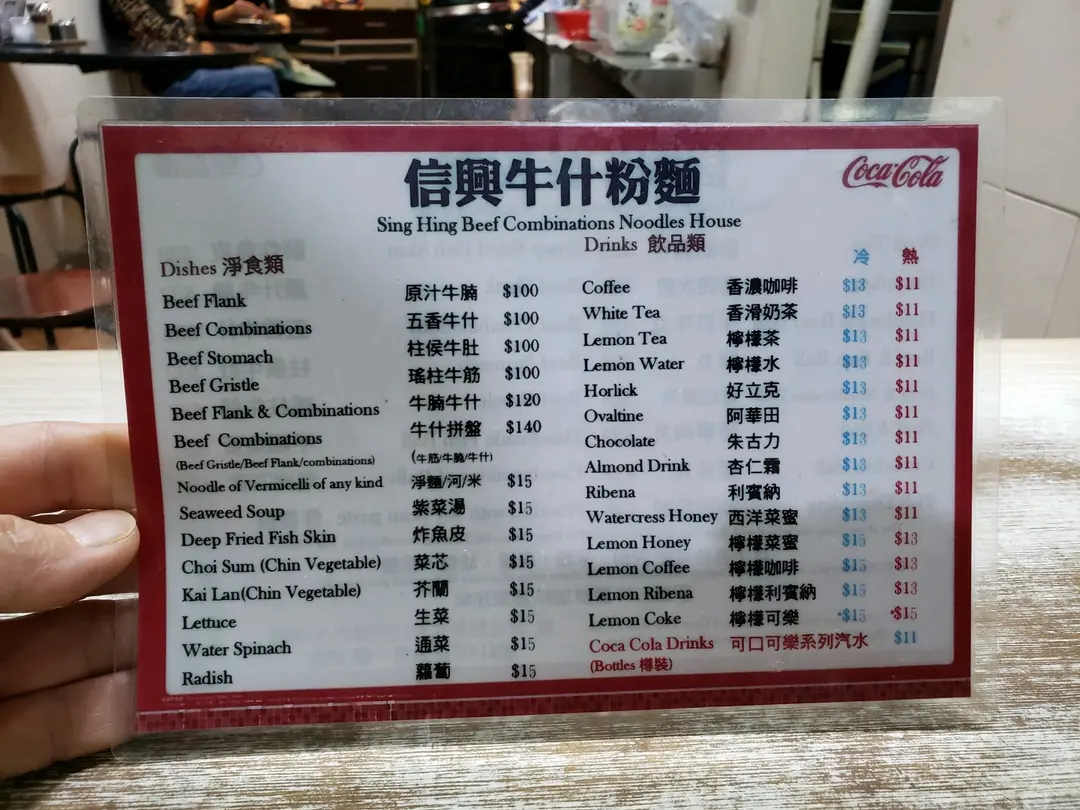 信興牛什粉麵
Coca-Cola
Sing Hing Beef Combinations Noodles House
Dishes 淨食類
Beef Flank 原汁牛腩 $100
Beef Combinations 五香牛什 $100
Beef Stomach 柱侯牛肚 $100
Beef Gristle 瑤柱牛筋 $100
Beef Flank & Combinations 牛腩牛什 $120
Beef Combinations 牛什拼盤 $140
(Beef Gristle/Beef Flank/combinations) (牛筋/牛腩/牛什)
Noodle of Vermicelli of any kind 淨麵/河/米 $15
Seaweed Soup 紫菜湯 $15
Deep Fried Fish Skin 炸魚皮 $15
Choi Sum (Chin Vegetable) 菜芯 $15
Kai Lan(Chin Vegetable) 芥蘭 $15
Lettuce 生菜 $15
Water Spinach 通菜 $15
Radish 蘿蔔 $15
Drinks 飲品類
冷 熱
Coffee 香濃咖啡 $13 $11
White Tea 香滑奶茶 $13 $11
Lemon Tea 檸檬茶 $13 $11
Lemon Water 檸檬水 $13 $11
Horlick 好立克 $13 $11
Ovaltine 阿華田 $13 $11
Chocolate 朱古力 $13 $11
Almond Drink 杏仁霜 $13 $11
Ribena 利賓納 $13 $11
Watercress Honey 西洋菜蜜 $13 $11
Lemon Honey 檸檬菜蜜 $15 $13
Lemon Coffee 檸檬咖啡 $15 $13
Lemon Ribena 檸檬利賓納 $15 $13
Lemon Coke 檸檬可樂 *$15 *$15
Coca Cola Drinks 可口可樂系列汽水 $11
(Bottles 樽裝)